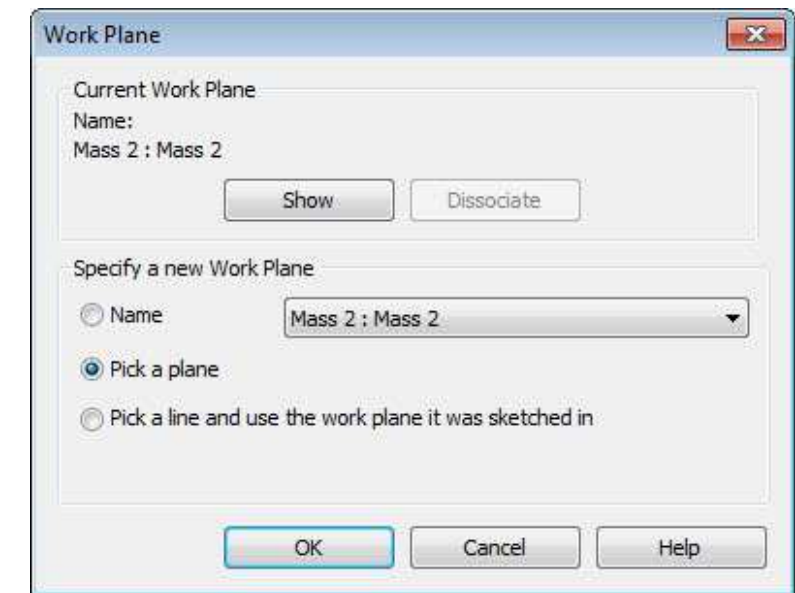 Work Plane
Current Work Plane
Name:
Mass 2 : Mass 2
Show Dissociate
Specify a new Work Plane
Name Mass 2 : Mass 2
Pick a plane
Pick a line and use the work plane it was sketched in
OK Cancel Help